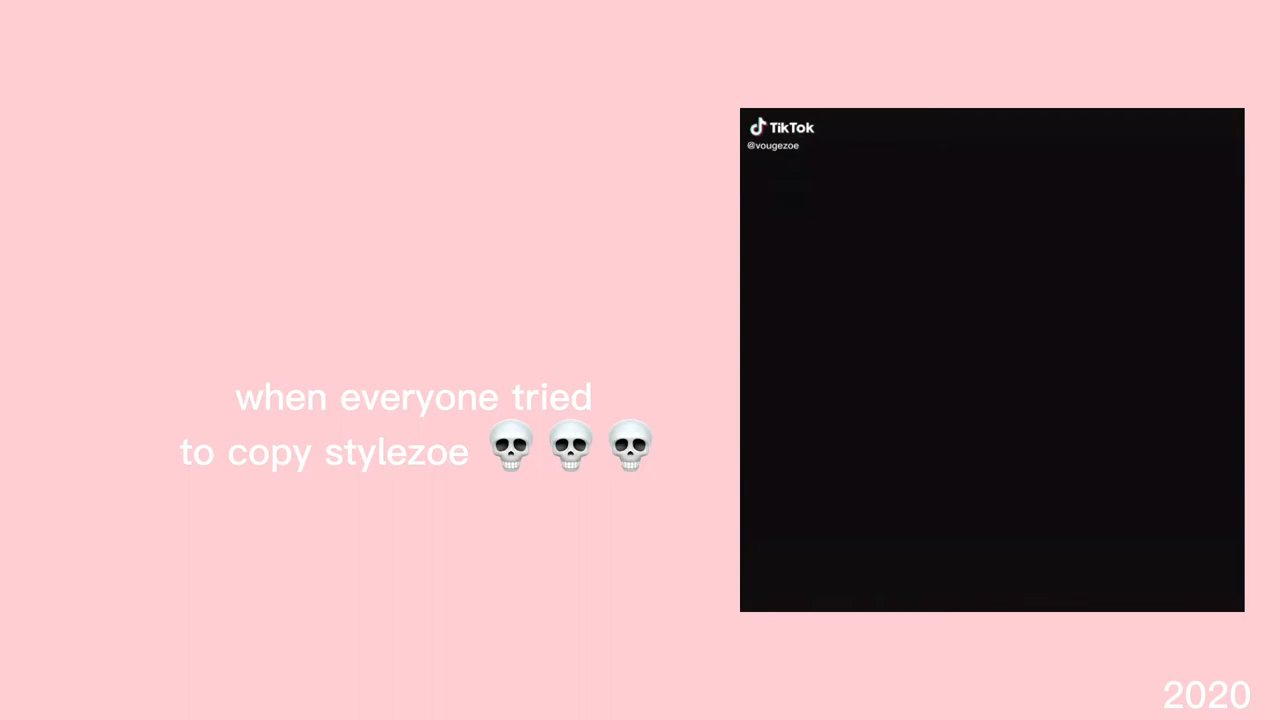 TikTok
@vougezoe
when everyone tried
to copy stylezoe 💀💀💀
2020